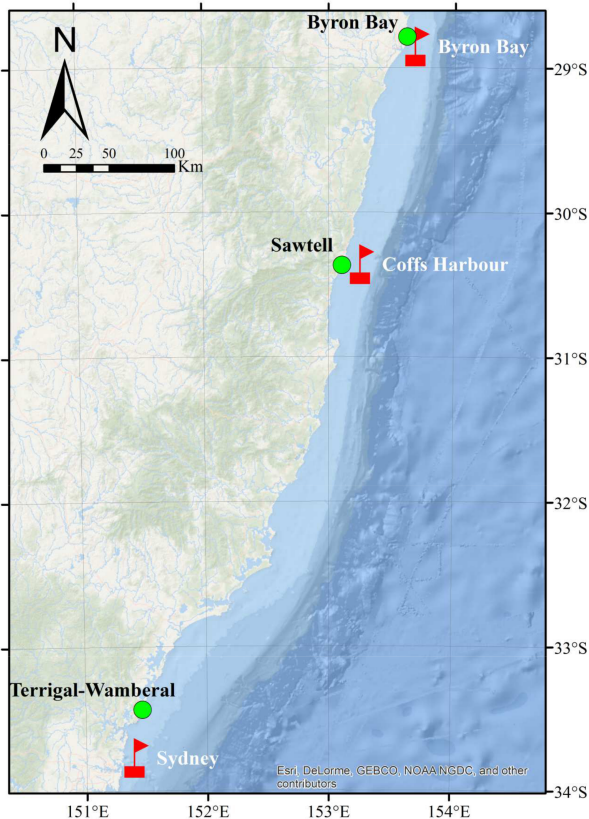 Byron Bay
Byron Bay
29°S
N
0 25 50 100
Km
30°S
Sawtell
Coffs Harbour
31°S
32°S
33°S
Terrigal-Wamberal
Sydney
Esri, DeLorme, GEBCO, NOAA NGDC, and other
contributors
34°S
151°E 152°E 153°E 154°E